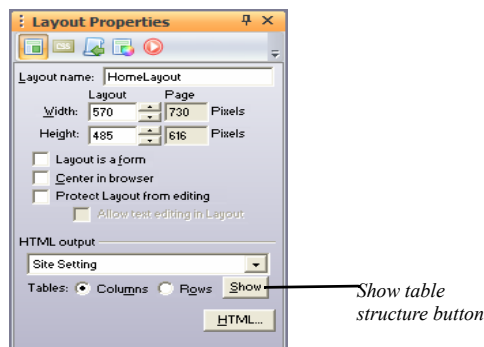 Layout Properties
Layout name: HomeLayout
Layout Page
Width: 570 730 Pixels
Height: 485 616 Pixels
Layout is a form
Center in browser
Protect Layout from editing
Allow text editing in Layout
HTML output
Site Setting
Tables: Columns Rows Show
HTML...
Show table
structure button